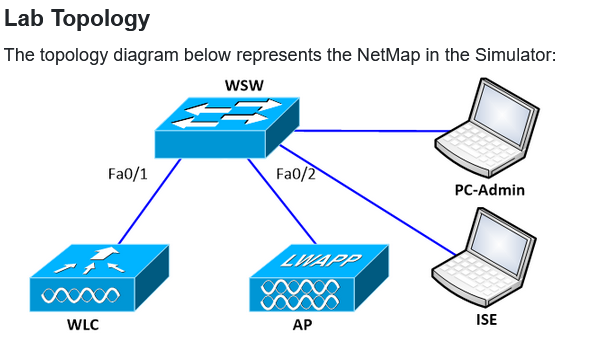 Lab Topology
The topology diagram below represents the NetMap in the Simulator:
WSW
Fa0/1
Fa0/2
PC-Admin
LWAPP
WLC
AP
ISE